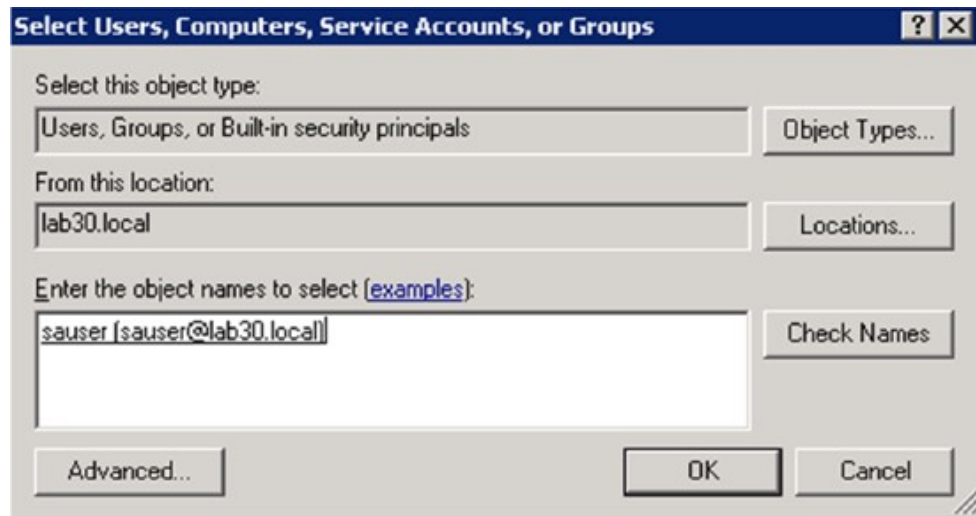 Select Users, Computers, Service Accounts, or Groups
Select this object type:
Users, Groups, or Built-in security principals
Object Types...
From this location:
lab30.local
Locations...
Enter the object names to select (examples):
sauser (sauser@lab30.local)
Check Names
Advanced...
OK
Cancel